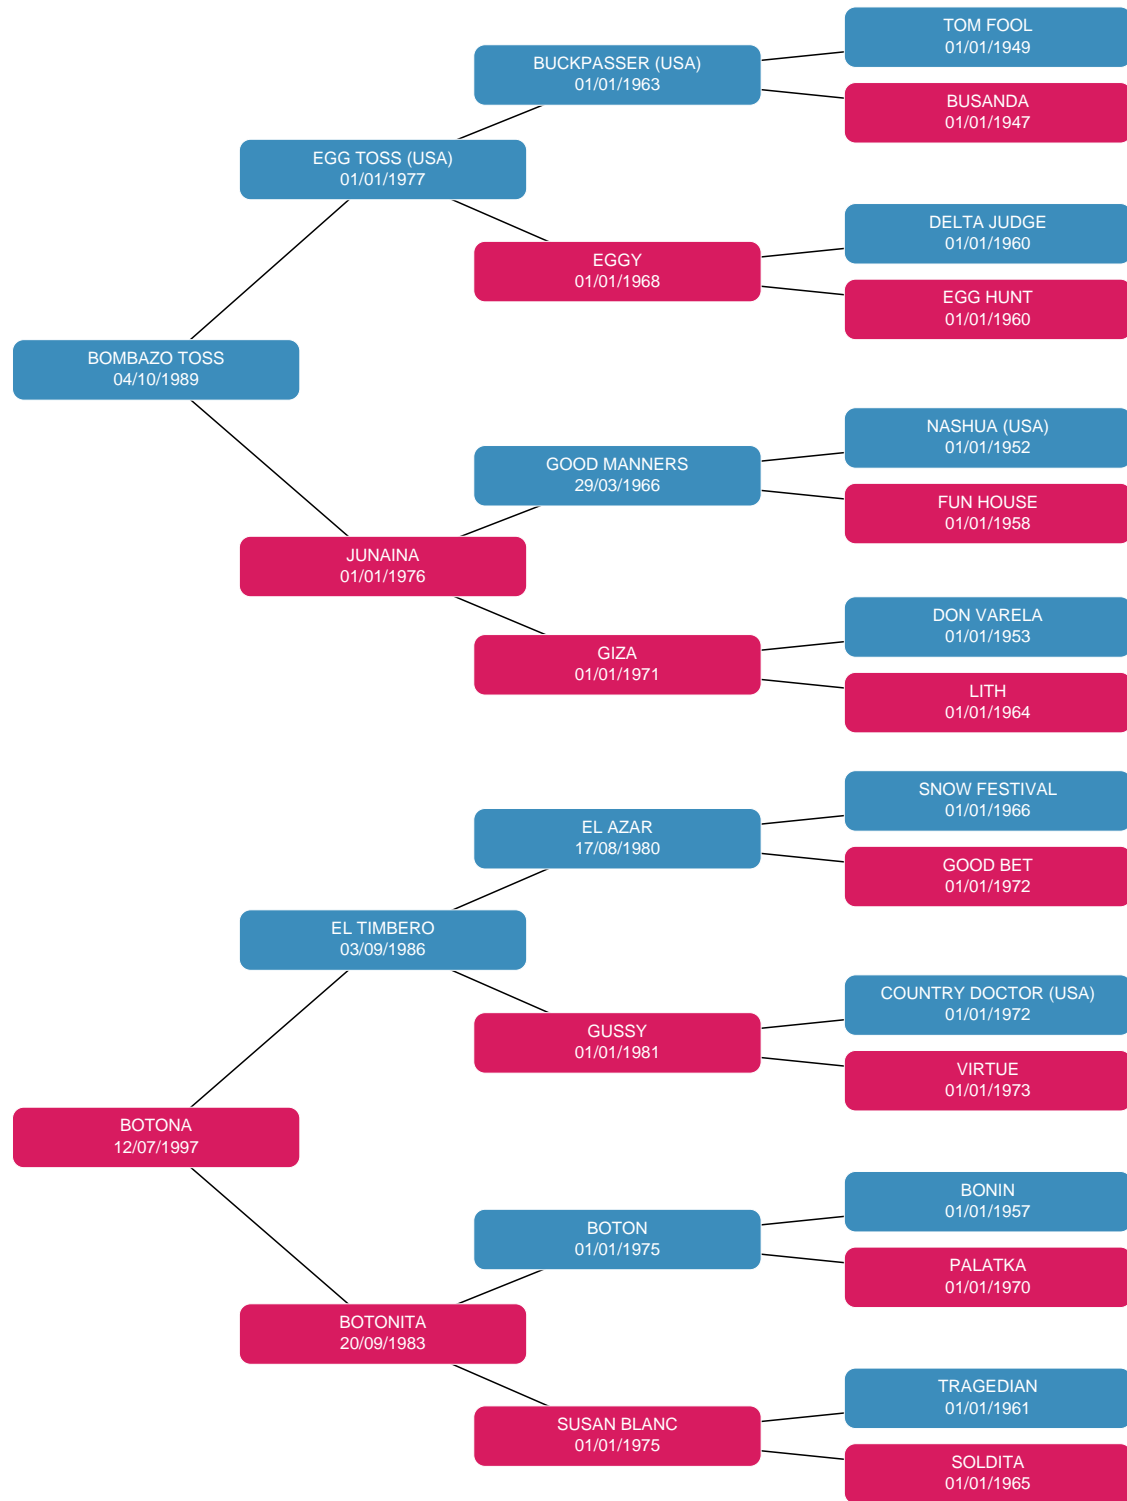 TOM FOOL
01/01/1949
BUCKPASSER (USA)
01/01/1963
BUSANDA
01/01/1947
EGG TOSS (USA)
01/01/1977
DELTA JUDGE
01/01/1960
EGGY
01/01/1968
EGG HUNT
01/01/1960
BOMBAZO TOSS
04/10/1989
NASHUA (USA)
01/01/1952
GOOD MANNERS
29/03/1966
FUN HOUSE
01/01/1958
JUNAINA
01/01/1976
DON VARELA
01/01/1953
GIZA
01/01/1971
LITH
01/01/1964
SNOW FESTIVAL
01/01/1966
EL AZAR
17/08/1980
GOOD BET
01/01/1972
EL TIMBERO
03/09/1986
COUNTRY DOCTOR (USA)
01/01/1972
GUSSY
01/01/1981
VIRTUE
01/01/1973
BOTONA
12/07/1997
BONIN
01/01/1957
BOTON
01/01/1975
PALATKA
01/01/1970
BOTONITA
20/09/1983
TRAGEDIAN
01/01/1961
SUSAN BLANC
01/01/1975
SOLDITA
01/01/1965